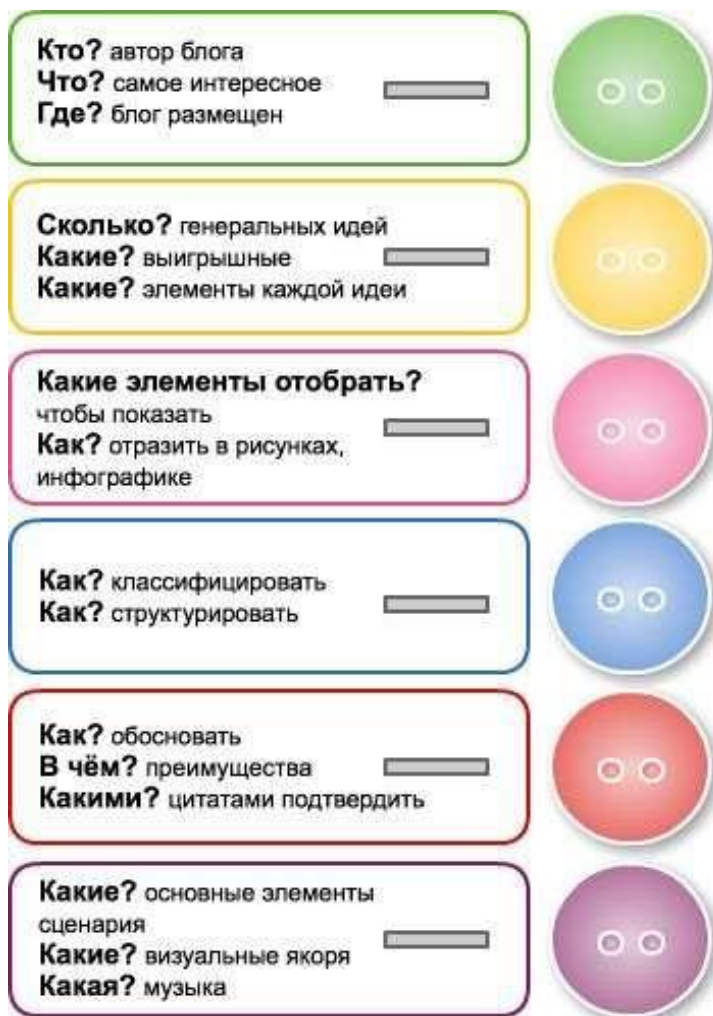 Кто? автор блога
Что? самое интересное
Где? блог размещен
Сколько? генеральных идей
Какие? выигрышные
Какие? элементы каждой идеи
Какие элементы отобрать?
чтобы показать
Как? отразить в рисунках,
инфографике
Как? классифицировать
Как? структурировать
Как? обосновать
В чём? преимущества
Какими? цитатами подтвердить
Какие? основные элементы
сценария
Какие? визуальные якоря
Какая? музыка